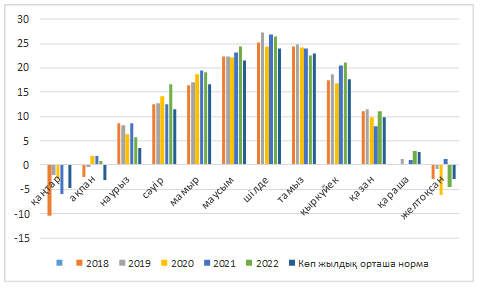 30
25
20
15
10
5
0
-5
-10
-15
қаңтар
ақпан
наурыз
сәуір
мамыр
маусым
шілде
тамыз
қыркүйек
қазан
қараша
желтоқсан
2018 2019 2020 2021 2022 Көп жылдық орташа норма